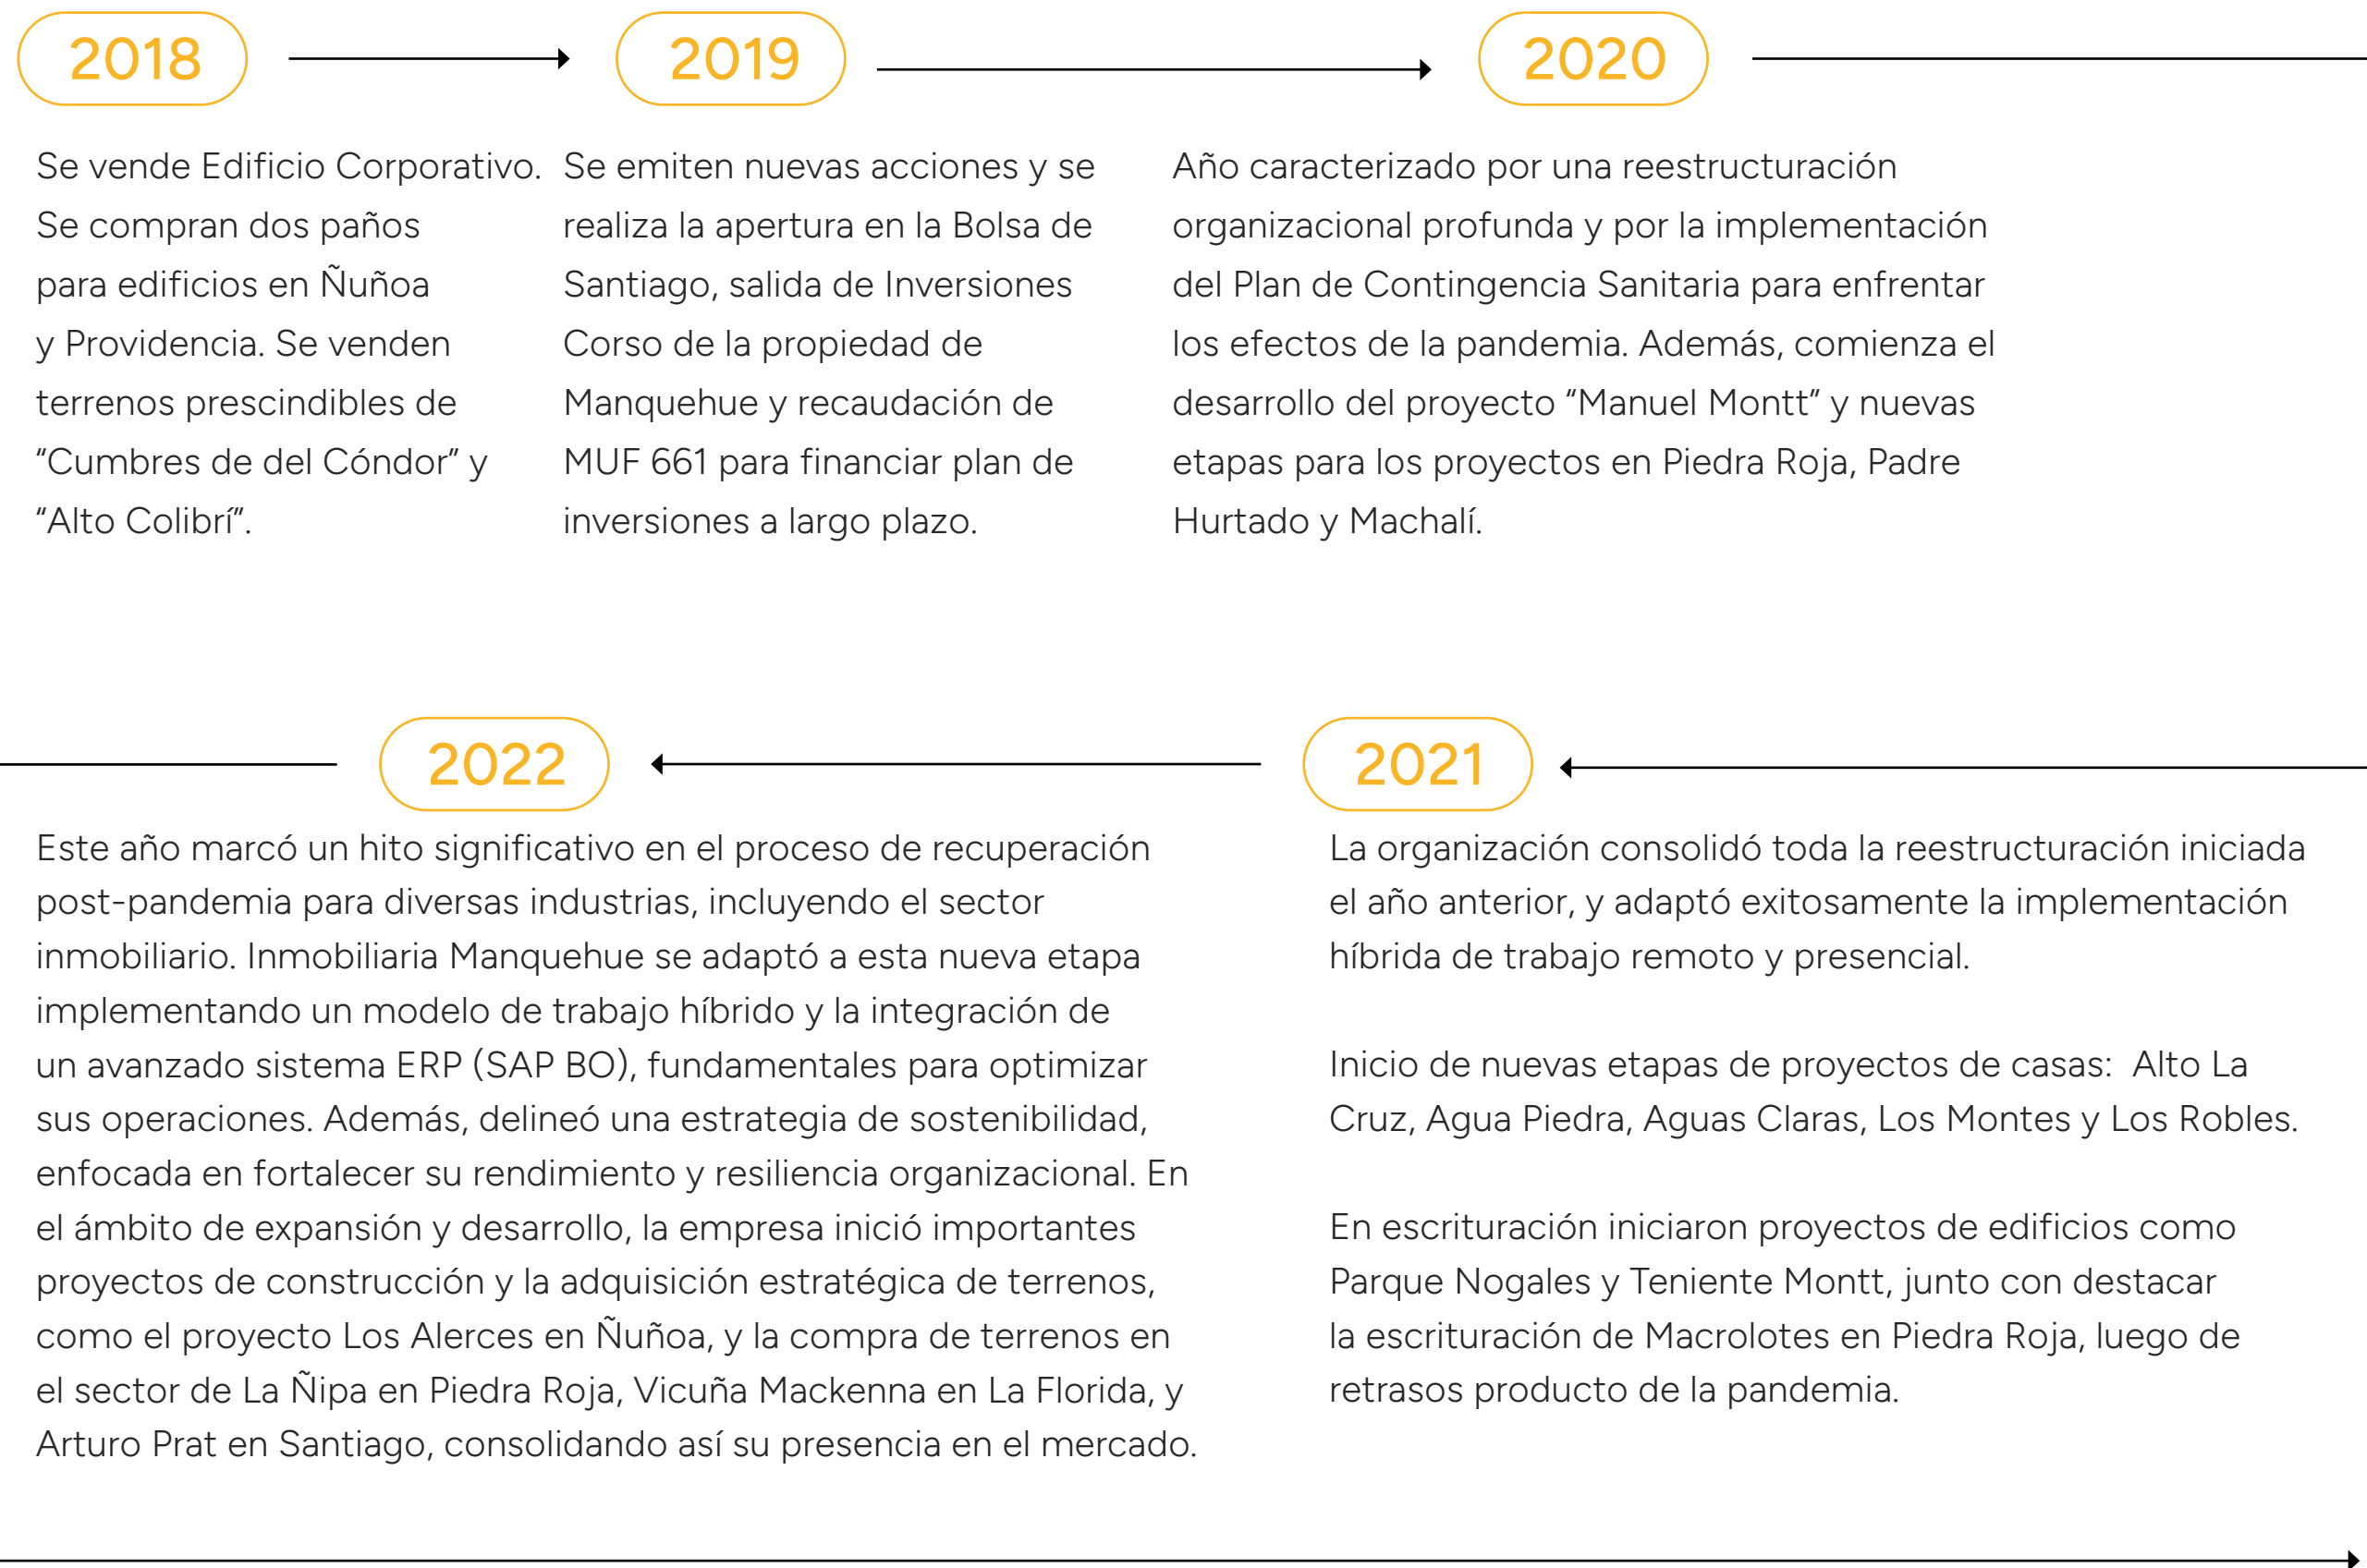 2018
Se vende Edificio Corporativo.
Se compran dos paños
para edificios en Ñuñoa
y Providencia. Se venden
terrenos prescindibles de
“Cumbres de del Cóndor” y
“Alto Colibrí”.
2019
Se emiten nuevas acciones y se
realiza la apertura en la Bolsa de
Santiago, salida de Inversiones
Corso de la propiedad de
Manquehue y recaudación de
MUF 661 para financiar plan de
inversiones a largo plazo.
2020
Año caracterizado por una reestructuración
organizacional profunda y por la implementación
del Plan de Contingencia Sanitaria para enfrentar
los efectos de la pandemia. Además, comienza el
desarrollo del proyecto “Manuel Montt” y nuevas
etapas para los proyectos en Piedra Roja, Padre
Hurtado y Machalí.
2021
La organización consolidó toda la reestructuración iniciada
el año anterior, y adaptó exitosamente la implementación
híbrida de trabajo remoto y presencial.
Inicio de nuevas etapas de proyectos de casas:  Alto La
Cruz, Agua Piedra, Aguas Claras, Los Montes y Los Robles.
En escrituración iniciaron proyectos de edificios como
Parque Nogales y Teniente Montt, junto con destacar
la escrituración de Macrolotes en Piedra Roja, luego de
retrasos producto de la pandemia.
2022
Este año marcó un hito significativo en el proceso de recuperación
post-pandemia para diversas industrias, incluyendo el sector
inmobiliario. Inmobiliaria Manquehue se adaptó a esta nueva etapa
implementando un modelo de trabajo híbrido y la integración de
un avanzado sistema ERP (SAP BO), fundamentales para optimizar
sus operaciones. Además, delineó una estrategia de sostenibilidad,
enfocada en fortalecer su rendimiento y resiliencia organizacional. En
el ámbito de expansión y desarrollo, la empresa inició importantes
proyectos de construcción y la adquisición estratégica de terrenos,
como el proyecto Los Alerces en Ñuñoa, y la compra de terrenos en
el sector de La Ñipa en Piedra Roja, Vicuña Mackenna en La Florida, y
Arturo Prat en Santiago, consolidando así su presencia en el mercado.